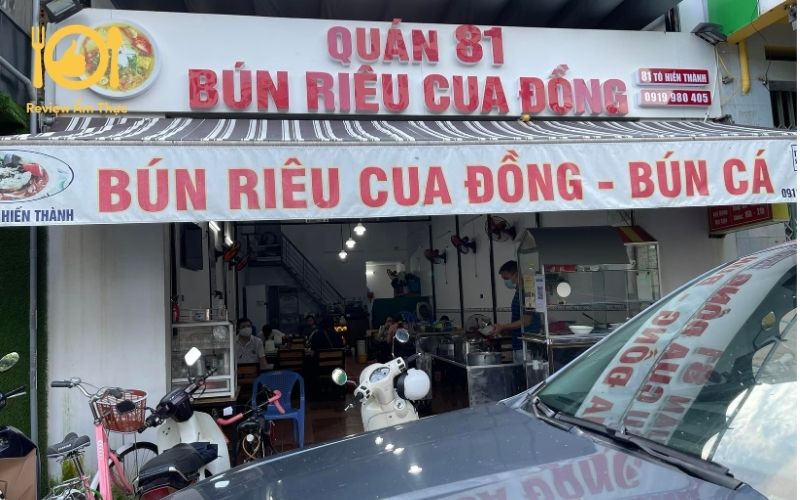 QUÁN 81
BÚN RIÊU CUA ĐỒNG
81 TÔ HIẾN THÀNH
0919 980 405
Review Ẩm Thực
BÚN RIÊU CUA ĐỒNG - BÚN CÁ
HIẾN THÀNH
091